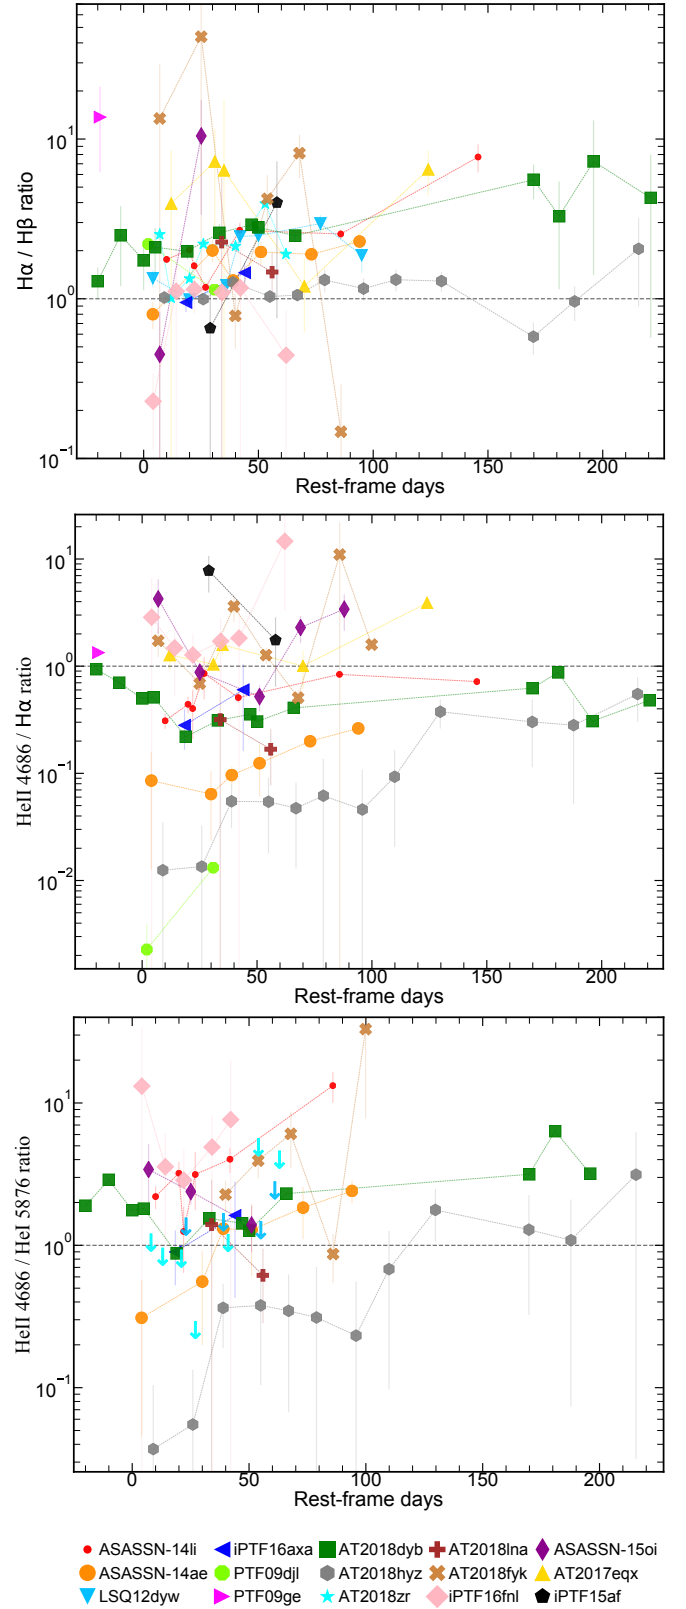 10¹
10⁰
10⁻¹
Hα / Hβ ratio
0 50 100 150 200
Rest-frame days
10¹
10⁰
10⁻¹
10⁻²
HeII 4686 / Hα ratio
0 50 100 150 200
Rest-frame days
10¹
10⁰
10⁻¹
HeII 4686 / HeI 5876 ratio
0 50 100 150 200
Rest-frame days
ASASSN-14li iPTF16axa AT2018dyb AT2018lna ASASSN-15oi
ASASSN-14ae PTF09djl AT2018hyz AT2018fyk AT2017eqx
LSQ12dyw PTF09ge AT2018zr iPTF16fnl iPTF15af